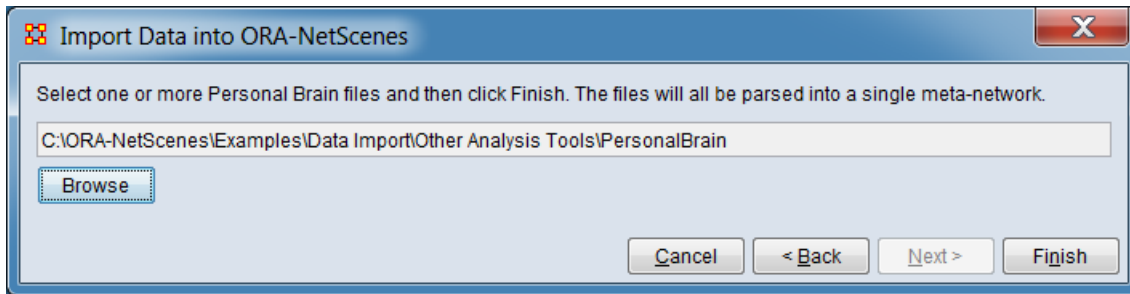 Import Data into ORA-NetScenes
Select one or more Personal Brain files and then click Finish. The files will all be parsed into a single meta-network.
C:\ORA-NetScenes\Examples\Data Import\Other Analysis Tools\PersonalBrain
Browse
Cancel < Back Next > Finish